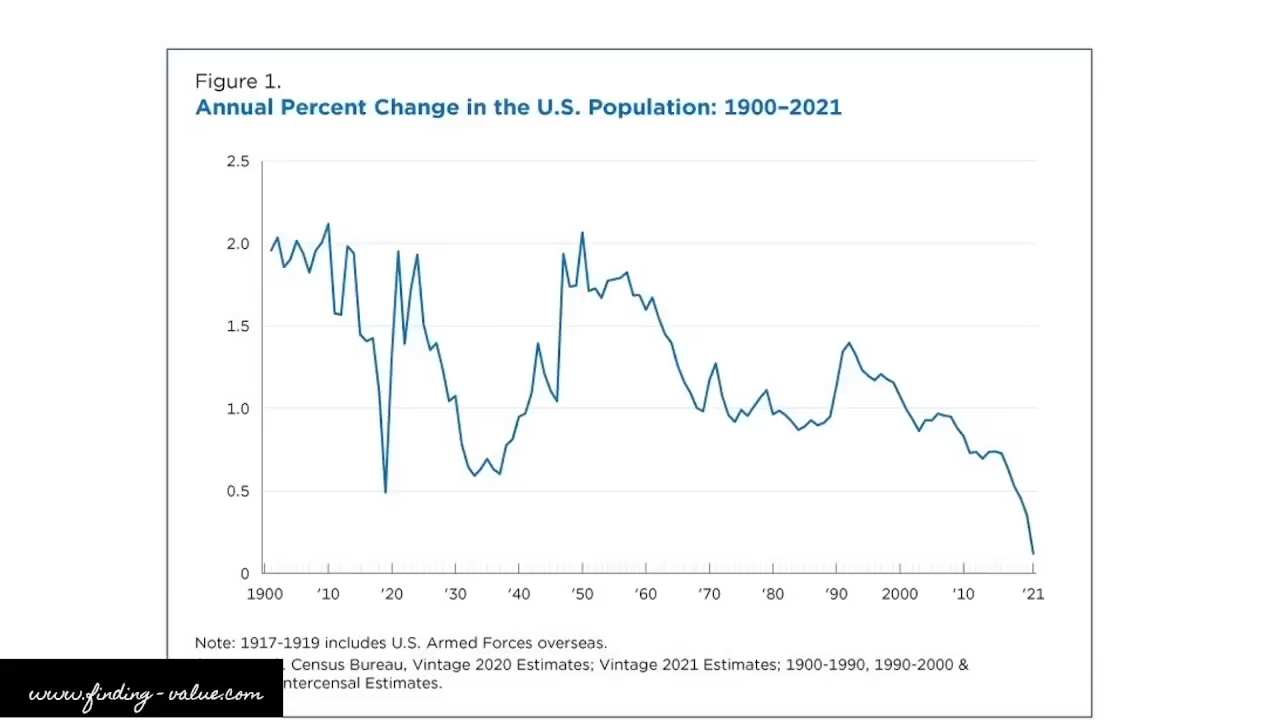 Figure 1.
Annual Percent Change in the U.S. Population: 1900–2021
2.5
2.0
1.5
1.0
0.5
0
1900 ’10 ’20 ’30 ’40 ’50 ’60 ’70 ’80 ’90 2000 ’10 ’21
Note: 1917-1919 includes U.S. Armed Forces overseas.
. Census Bureau, Vintage 2020 Estimates; Vintage 2021 Estimates; 1900-1990, 1990-2000 &
Estimates.
www.finding-value.com